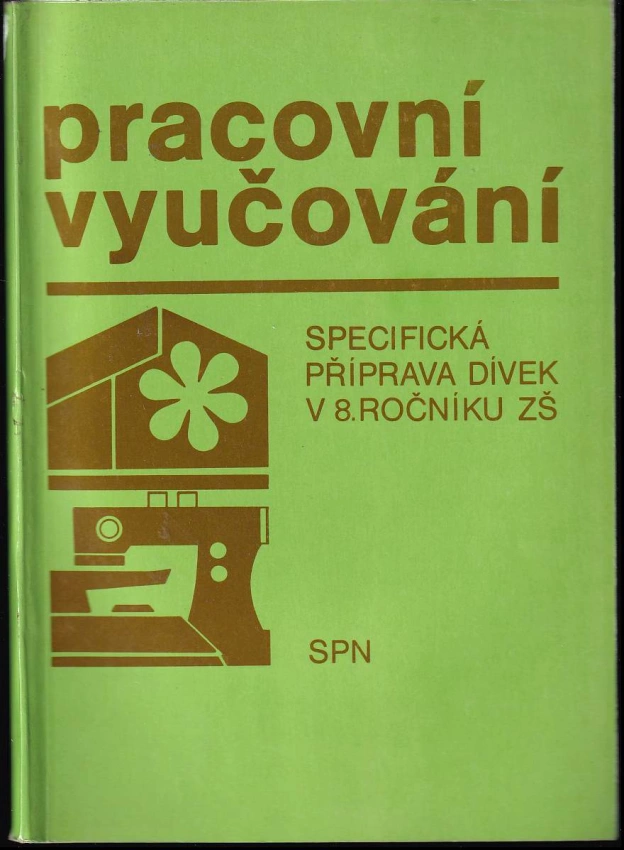 pracovní
vyučování
SPECIFICKÁ
PŘÍPRAVA DÍVEK
V 8.ROČNÍKU ZŠ
SPN